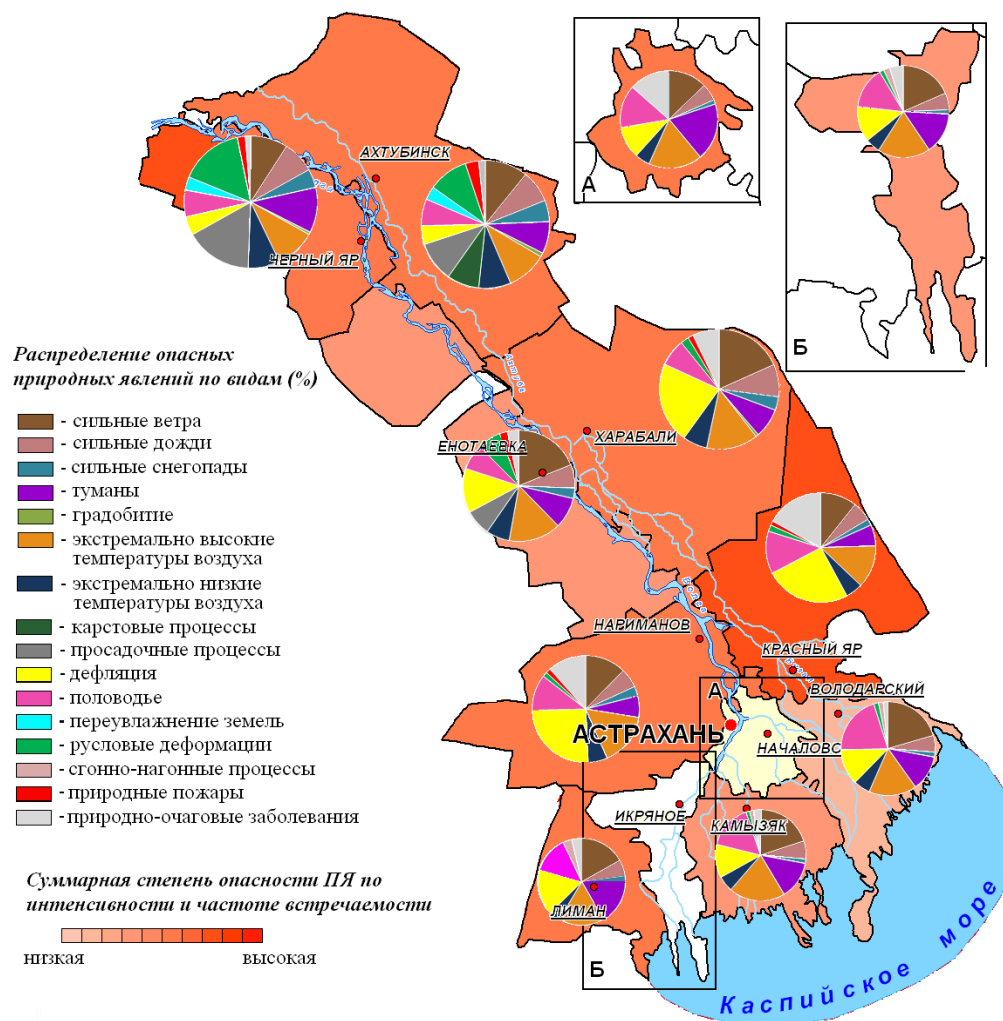 А
Б
АХТУБИНСК
ЧЕРНЫЙ ЯР
Ахтуба
Распределение опасных
природных явлений по видам (%)
- сильные ветра
- сильные дожди
- сильные снегопады
- туманы
- градобитие
- экстремально высокие
температуры воздуха
- экстремально низкие
температуры воздуха
- карстовые процессы
- просадочные процессы
- дефляция
- половодье
- переувлажнение земель
- русловые деформации
- сгонно-нагонные процессы
- природные пожары
- природно-очаговые заболевания
Суммарная степень опасности ПЯ по
интенсивности и частоте встречаемости
низкая
высокая
ХАРАБАЛИ
ЕНОТАЕВКА
НАРИМАНОВ
КРАСНЫЙ ЯР
А
ВОЛОДАРСКИЙ
АСТРАХАНЬ
НАЧАЛОВС
ИКРЯНОЕ
КАМЫЗЯК
ЛИМАН
Б
Каспийское море